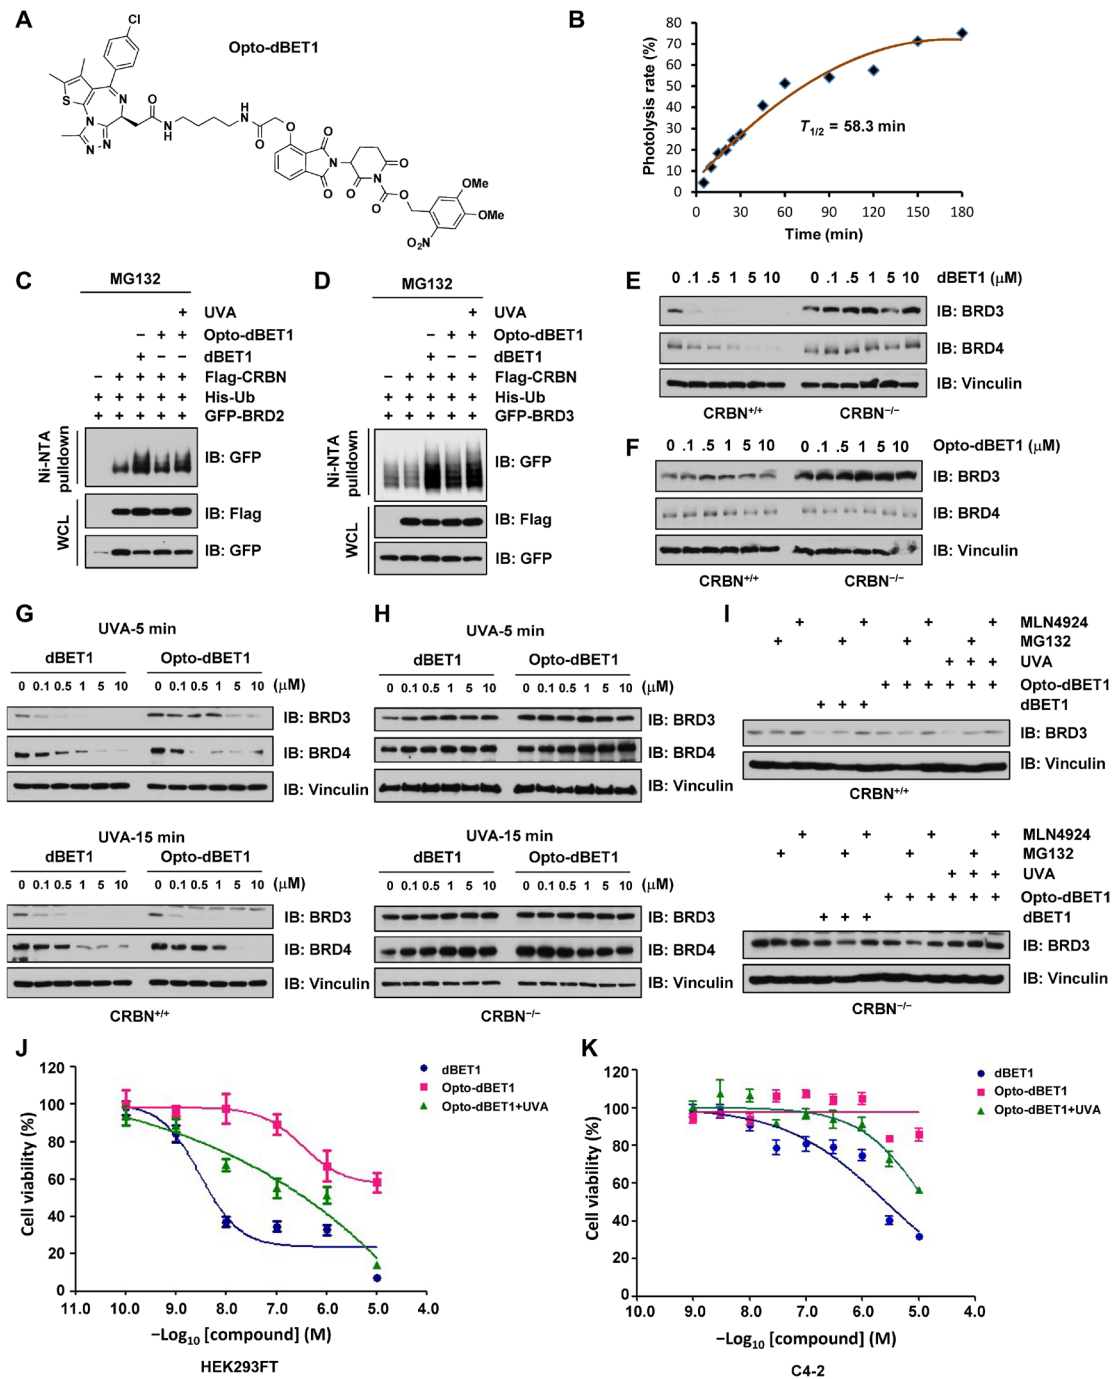 A
Opto-dBET1
Cl
N
S
N
N
N
O
N
H
H
N
O
O
O
N
O
O
O
N
O
O
O
OMe
OMe
O₂N
B
Photolysis rate (%)
80
70
60
50
40
30
20
10
0
T1/2 = 58.3 min
0 30 60 90 120 150 180
Time (min)
C
MG132
+ UVA
– + + Opto-dBET1
+ – – dBET1
– + + + + Flag-CRBN
+ + + + + His-Ub
+ + + + + GFP-BRD2
Ni-NTA pulldown
IB: GFP
WCL
IB: Flag
IB: GFP
D
MG132
+ UVA
– + + Opto-dBET1
+ – – dBET1
– + + + + Flag-CRBN
+ + + + + His-Ub
+ + + + + GFP-BRD3
Ni-NTA pulldown
IB: GFP
WCL
IB: Flag
IB: GFP
E
0 .1 .5 1 5 10 0 .1 .5 1 5 10 dBET1 (μM)
IB: BRD3
IB: BRD4
IB: Vinculin
CRBN+/+ CRBN−/−
F
0 .1 .5 1 5 10 0 .1 .5 1 5 10 Opto-dBET1 (μM)
IB: BRD3
IB: BRD4
IB: Vinculin
CRBN+/+ CRBN−/−
G
UVA-5 min
dBET1 Opto-dBET1
0 0.1 0.5 1 5 10 0 0.1 0.5 1 5 10 (μM)
IB: BRD3
IB: BRD4
IB: Vinculin
UVA-15 min
dBET1 Opto-dBET1
0 0.1 0.5 1 5 10 0 0.1 0.5 1 5 10 (μM)
IB: BRD3
IB: BRD4
IB: Vinculin
CRBN+/+
H
UVA-5 min
dBET1 Opto-dBET1
0 0.1 0.5 1 5 10 0 0.1 0.5 1 5 10 (μM)
IB: BRD3
IB: BRD4
IB: Vinculin
UVA-15 min
dBET1 Opto-dBET1
0 0.1 0.5 1 5 10 0 0.1 0.5 1 5 10 (μM)
IB: BRD3
IB: BRD4
IB: Vinculin
CRBN−/−
I
+ + + + MLN4924
+ + + + MG132
+ + + UVA
+ + + + + + Opto-dBET1
dBET1 + + +
IB: BRD3
IB: Vinculin
CRBN+/+
+ + + + MLN4924
+ + + + MG132
+ + + UVA
+ + + + + + Opto-dBET1
dBET1 + + +
IB: BRD3
IB: Vinculin
CRBN−/−
J
Cell viability (%)
120
100
80
60
40
20
0
11.0 10.0 9.0 8.0 7.0 6.0 5.0 4.0
−Log10 [compound] (M)
HEK293FT
dBET1
Opto-dBET1
Opto-dBET1+UVA
K
Cell viability (%)
120
100
80
60
40
20
0
10.0 9.0 8.0 7.0 6.0 5.0 4.0
−Log10 [compound] (M)
C4-2
dBET1
Opto-dBET1
Opto-dBET1+UVA